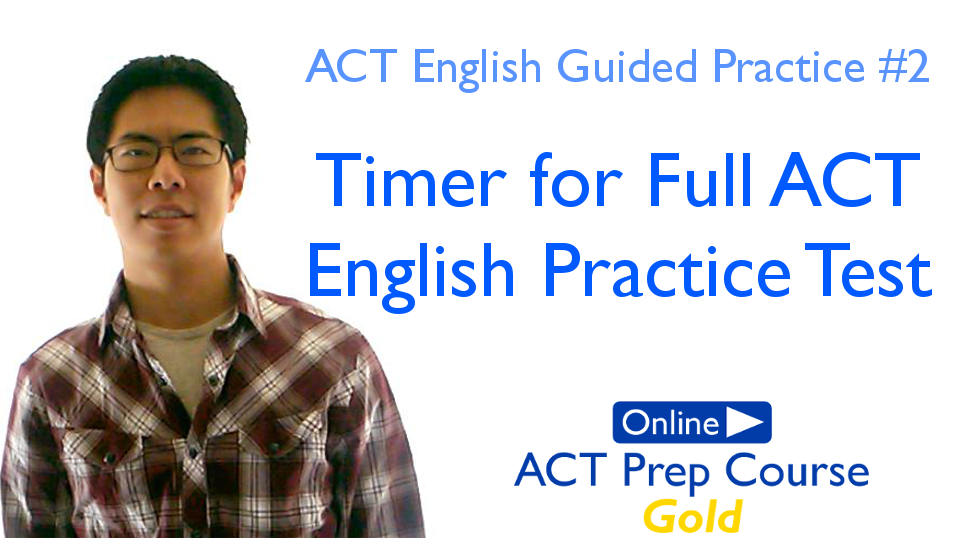 ACT English Guided Practice #2
Timer for Full ACT
English Practice Test
Online
ACT Prep Course
Gold